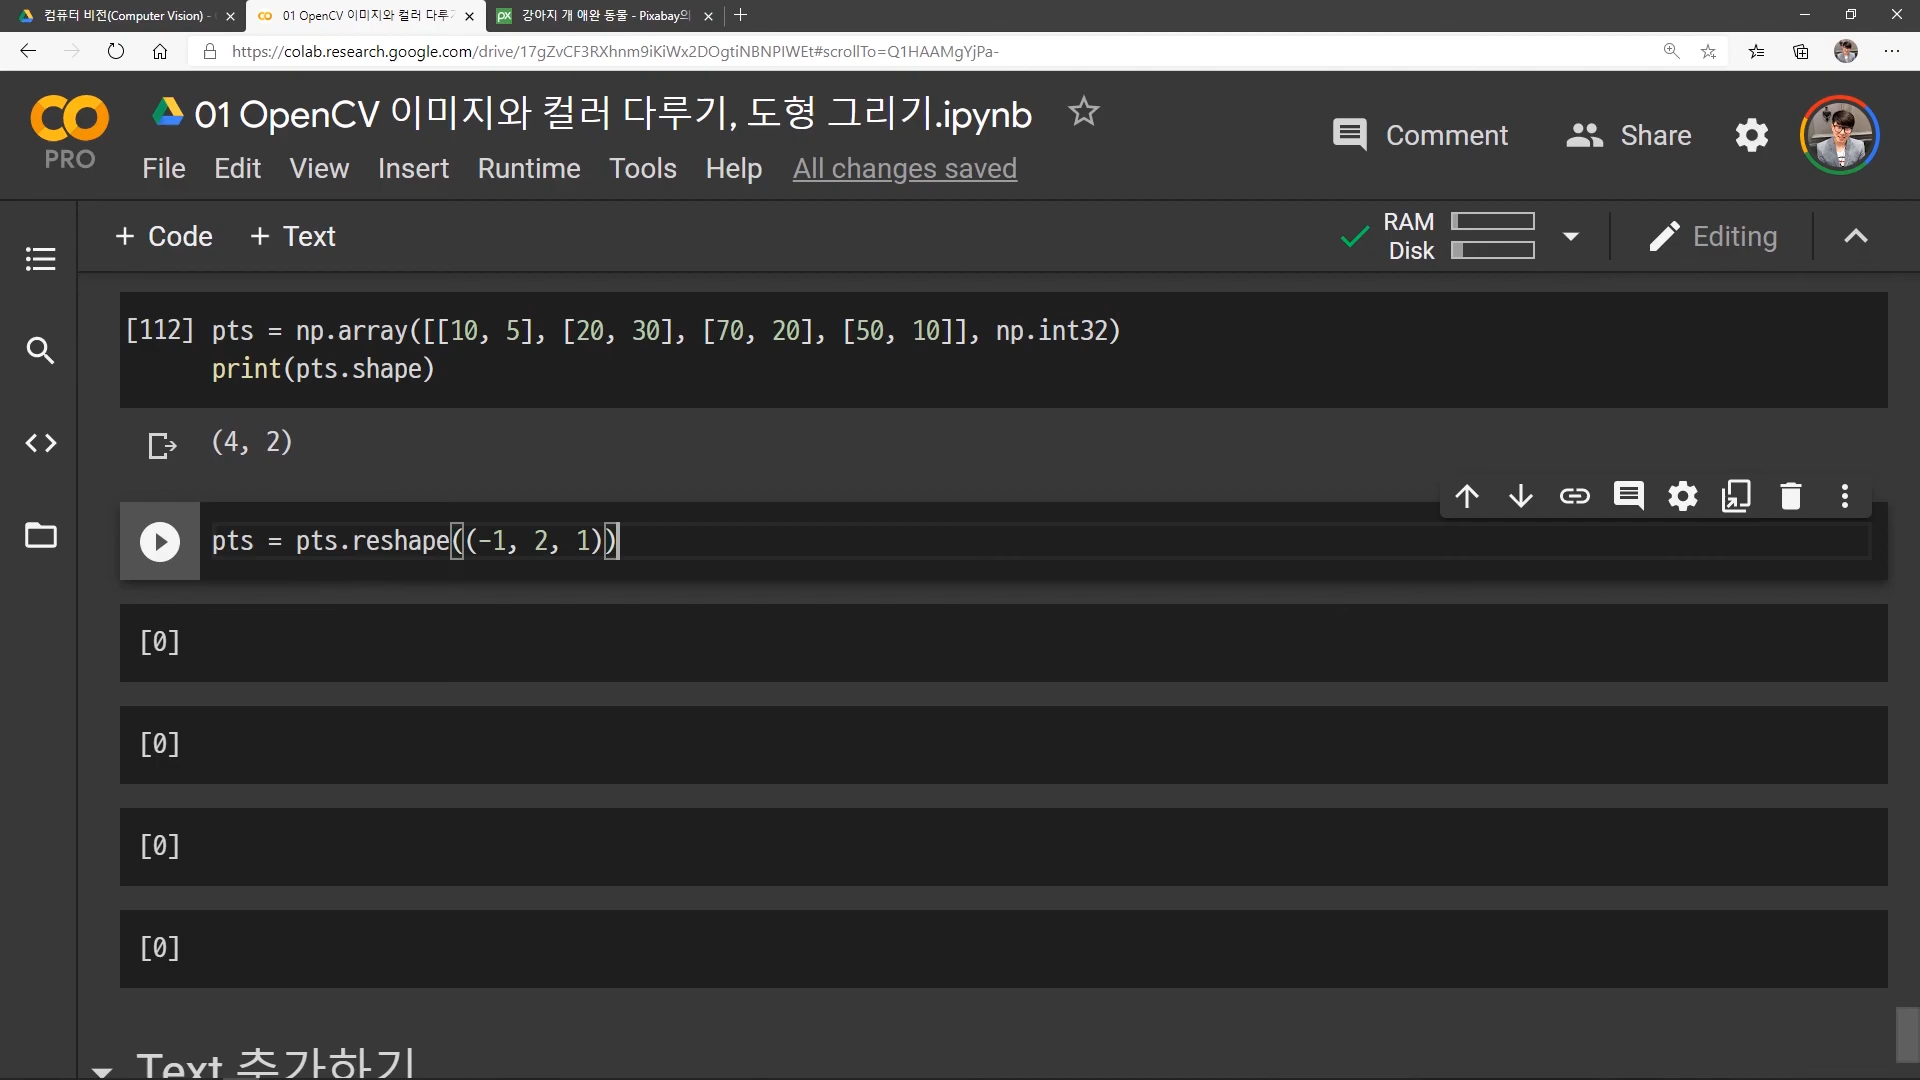 컴퓨터 비전(Computer Vision) -
01 OpenCV 이미지와 컬러 다루기
강아지 개 애완 동물 - Pixabay의
https://colab.research.google.com/drive/17gZvCF3RXhnm9iKiWx2DOgtiNBNPIWEt#scrollTo=Q1HAAMgYjPa-
PRO
01 OpenCV 이미지와 컬러 다루기, 도형 그리기.ipynb
Comment
Share
File Edit View Insert Runtime Tools Help All changes saved
+ Code + Text
RAM
Disk
Editing
[112] pts = np.array([[10, 5], [20, 30], [70, 20], [50, 10]], np.int32)
print(pts.shape)
(4, 2)
pts = pts.reshape((-1, 2, 1))
[0]
[0]
[0]
[0]
Text 추가하기